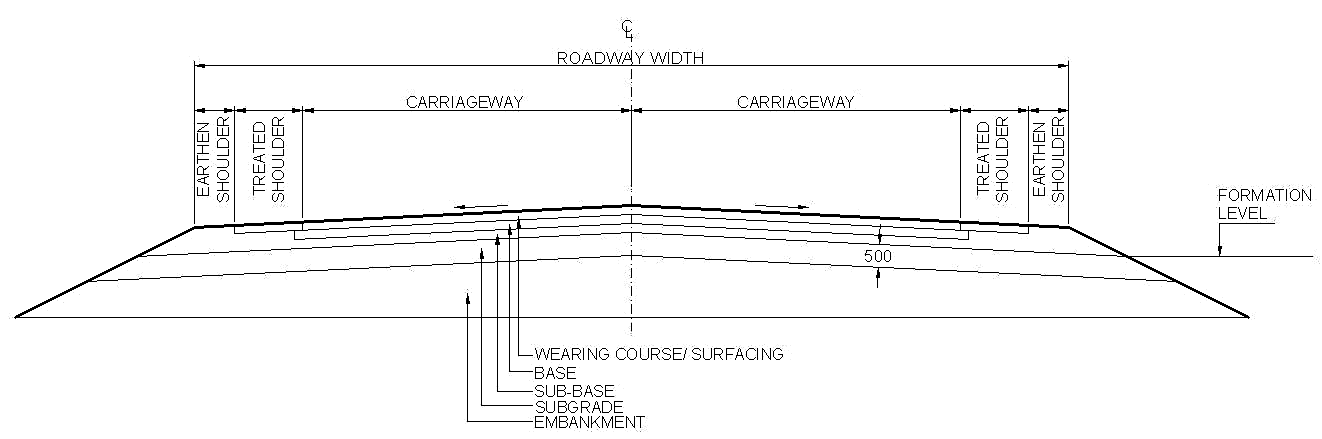 ℄
ROADWAY WIDTH
CARRIAGEWAY
CARRIAGEWAY
EARTHEN
SHOULDER
TREATED
SHOULDER
TREATED
SHOULDER
EARTHEN
SHOULDER
FORMATION
LEVEL
500
WEARING COURSE/ SURFACING
BASE
SUB-BASE
SUBGRADE
EMBANKMENT